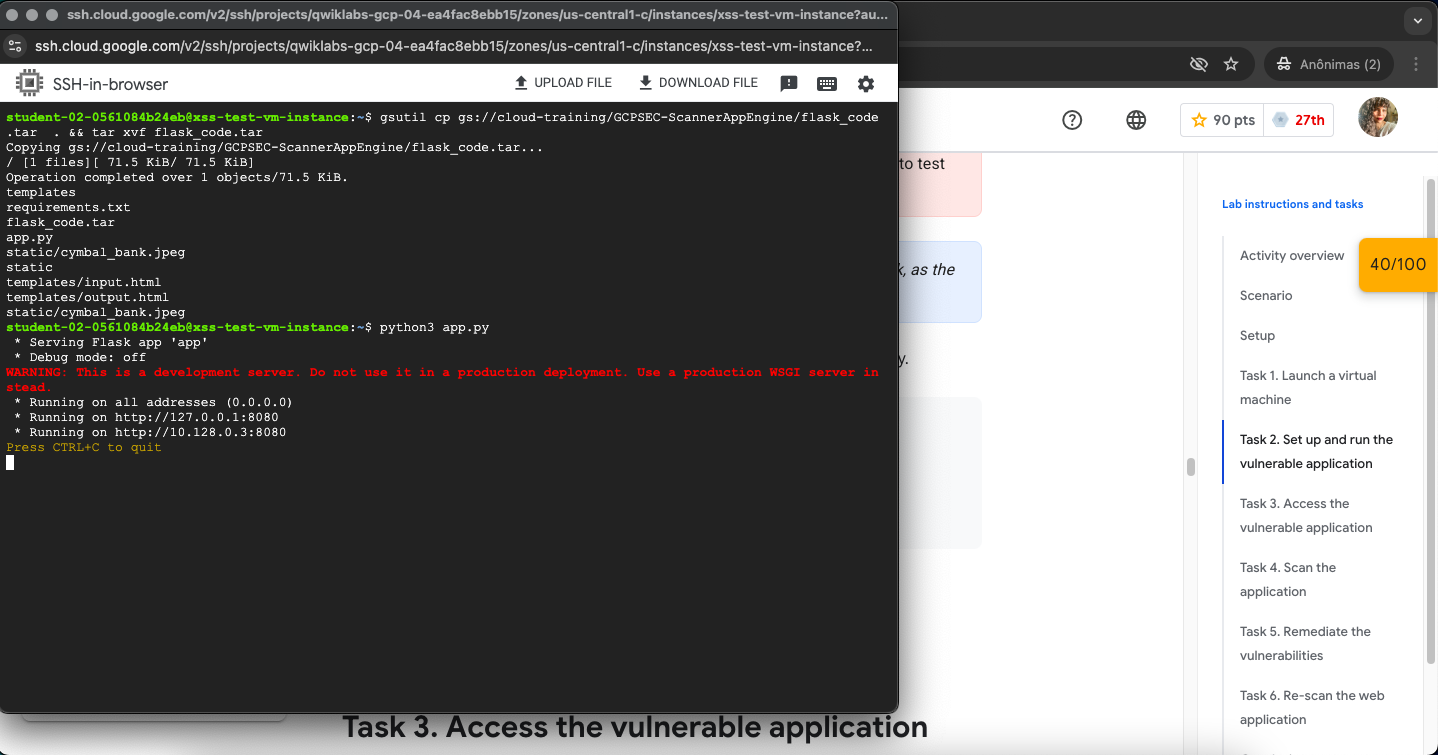 ssh.cloud.google.com/v2/ssh/projects/qwiklabs-gcp-04-ea4fac8ebb15/zones/us-central1-c/instances/xss-test-vm-instance?au...
ssh.cloud.google.com/v2/ssh/projects/qwiklabs-gcp-04-ea4fac8ebb15/zones/us-central1-c/instances/xss-test-vm-instance?...
Anônimas (2)
SSH-in-browser
UPLOAD FILE
DOWNLOAD FILE
student-02-0561084b24eb@xss-test-vm-instance:~$ gsutil cp gs://cloud-training/GCPSEC-ScannerAppEngine/flask_code
.tar  . && tar xvf flask_code.tar
Copying gs://cloud-training/GCPSEC-ScannerAppEngine/flask_code.tar...
/ [1 files][ 71.5 KiB/ 71.5 KiB]
Operation completed over 1 objects/71.5 KiB.
templates
requirements.txt
flask_code.tar
app.py
static/cymbal_bank.jpeg
static
templates/input.html
templates/output.html
static/cymbal_bank.jpeg
student-02-0561084b24eb@xss-test-vm-instance:~$ python3 app.py
* Serving Flask app 'app'
* Debug mode: off
WARNING: This is a development server. Do not use it in a production deployment. Use a production WSGI server in
stead.
* Running on all addresses (0.0.0.0)
* Running on http://127.0.0.1:8080
* Running on http://10.128.0.3:8080
Press CTRL+C to quit
90 pts
27th
to test
k, as the
y.
Task 3. Access the vulnerable application
Lab instructions and tasks
Activity overview
40/100
Scenario
Setup
Task 1. Launch a virtual
machine
Task 2. Set up and run the
vulnerable application
Task 3. Access the
vulnerable application
Task 4. Scan the
application
Task 5. Remediate the
vulnerabilities
Task 6. Re-scan the web
application